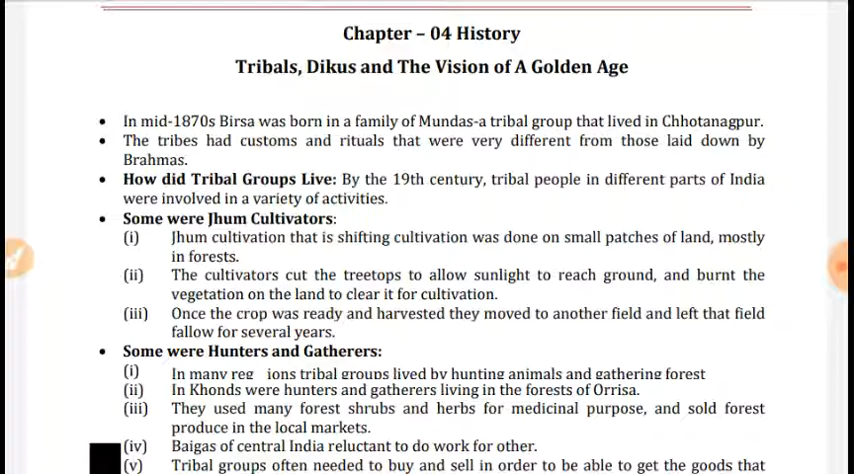 Chapter – 04 History
Tribals, Dikus and The Vision of A Golden Age
• In mid-1870s Birsa was born in a family of Mundas-a tribal group that lived in Chhotanagpur.
• The tribes had customs and rituals that were very different from those laid down by
Brahmas.
• How did Tribal Groups Live: By the 19th century, tribal people in different parts of India
were involved in a variety of activities.
• Some were Jhum Cultivators:
(i) Jhum cultivation that is shifting cultivation was done on small patches of land, mostly
in forests.
(ii) The cultivators cut the treetops to allow sunlight to reach ground, and burnt the
vegetation on the land to clear it for cultivation.
(iii) Once the crop was ready and harvested they moved to another field and left that field
fallow for several years.
• Some were Hunters and Gatherers:
(i) In many reg ions tribal groups lived by hunting animals and gathering forest
(ii) In Khonds were hunters and gatherers living in the forests of Orrisa.
(iii) They used many forest shrubs and herbs for medicinal purpose, and sold forest
produce in the local markets.
(iv) Baigas of central India reluctant to do work for other.
(v) Tribal groups often needed to buy and sell in order to be able to get the goods that